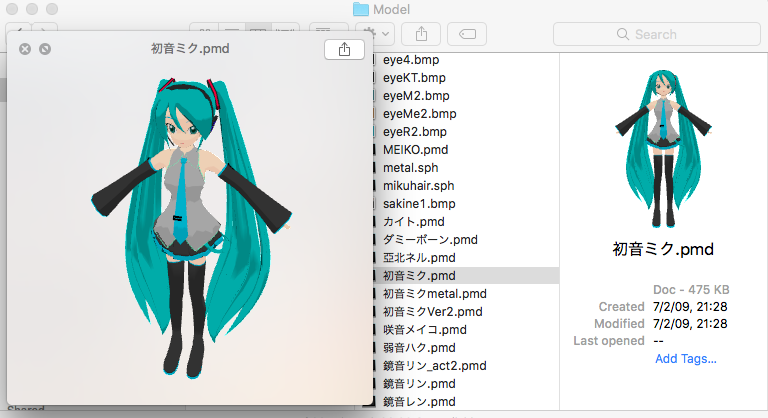 Model
Search
初音ミク.pmd
eye4.bmp
eyeKT.bmp
eyeM2.bmp
eyeMe2.bmp
eyeR2.bmp
MEIKO.pmd
metal.sph
mikuhair.sph
sakine1.bmp
カイト.pmd
ダミーボーン.pmd
亞北ネル.pmd
初音ミク.pmd
初音ミクmetal.pmd
初音ミクVer2.pmd
咲音メイコ.pmd
弱音ハク.pmd
鏡音リン_act2.pmd
鏡音リン.pmd
鏡音レン.pmd
初音ミク.pmd
Doc - 475 KB
Created 7/2/09, 21:28
Modified 7/2/09, 21:28
Last opened --
Add Tags...
Shared